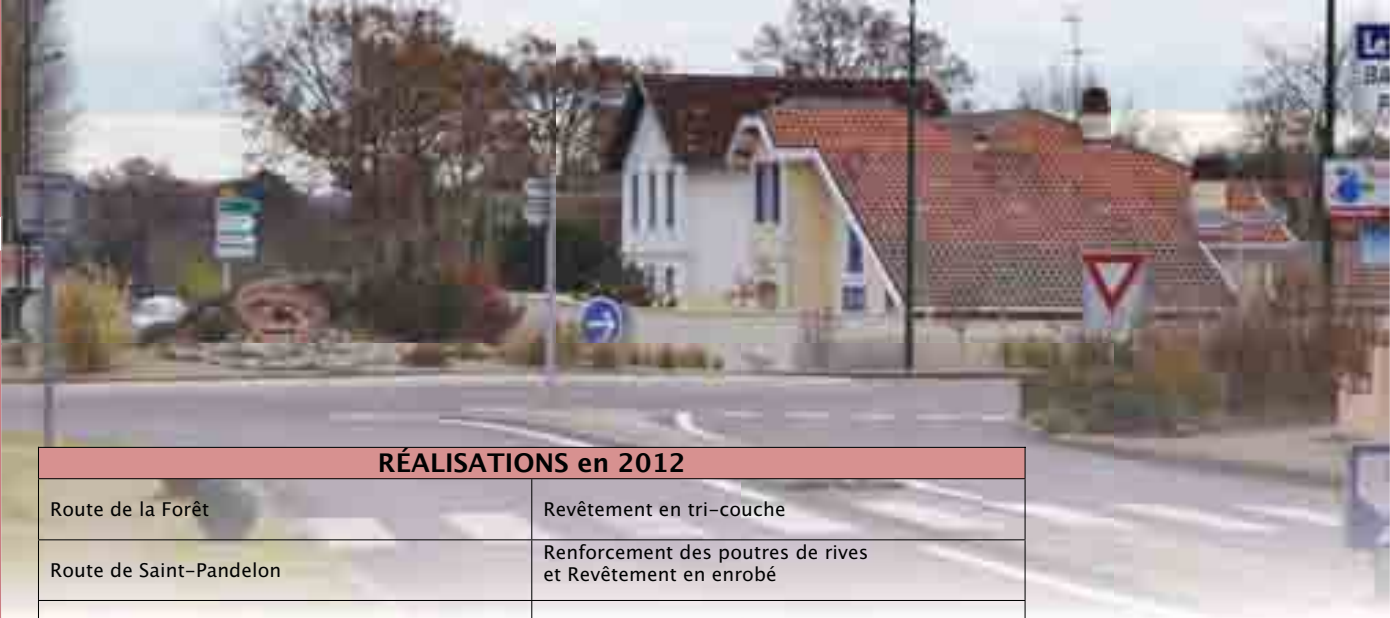 Le
RÉALISATIONS en 2012
Route de la Forêt
Revêtement en tri-couche
Route de Saint-Pandelon
Renforcement des poutres de rives
et Revêtement en enrobé